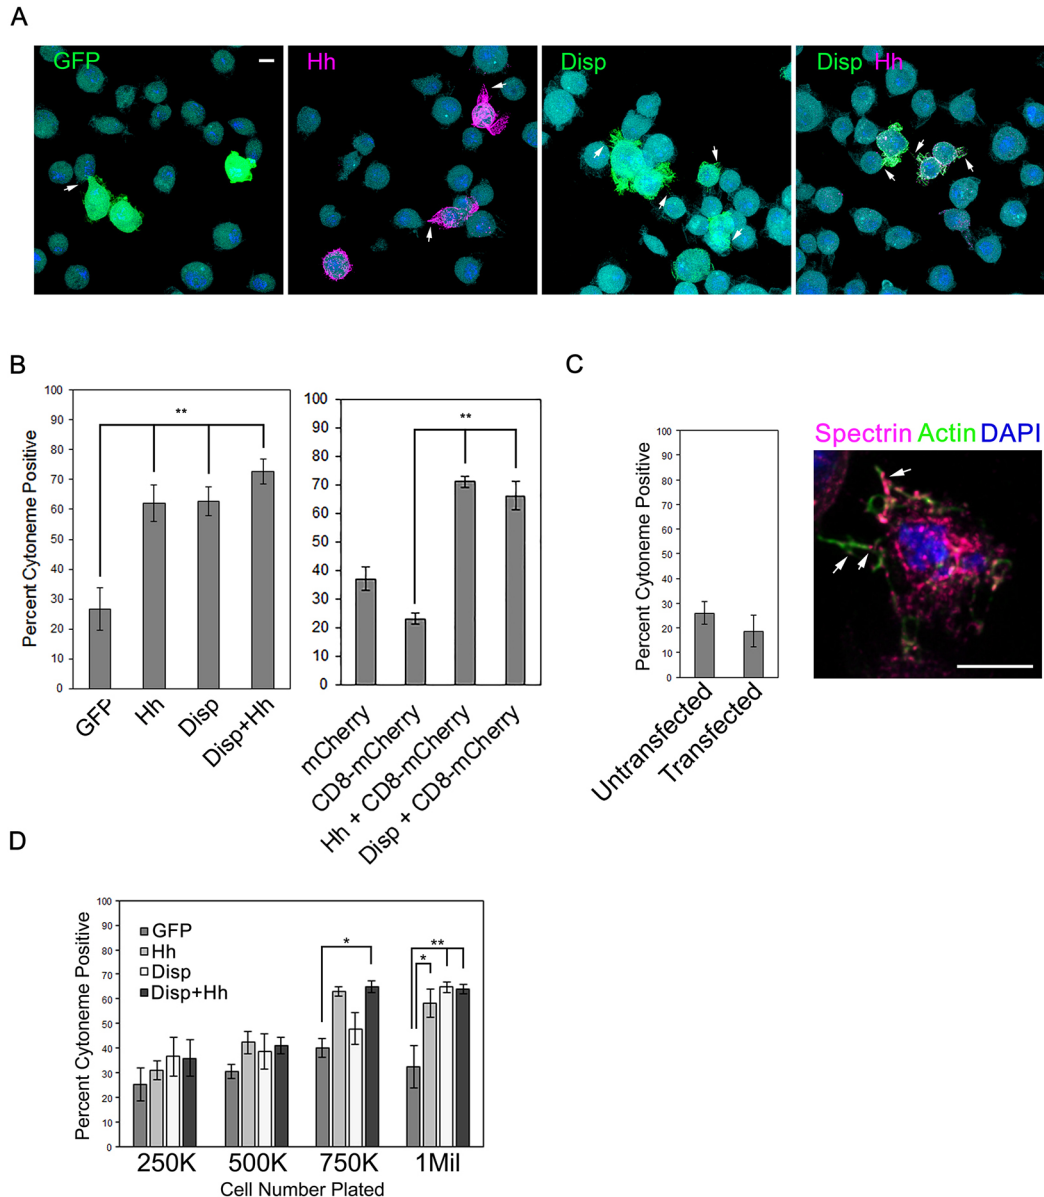 A
GFP
Hh
Disp
Disp Hh
B
100
90
80
70
60
50
40
30
20
10
0
Percent Cytoneme Positive
**
GFP
Hh
Disp
Disp+Hh
100
90
80
70
60
50
40
30
20
10
0
**
mCherry
CD8-mCherry
Hh + CD8-mCherry
Disp + CD8-mCherry
C
100
90
80
70
60
50
40
30
20
10
0
Percent Cytoneme Positive
Untransfected
Transfected
Spectrin Actin DAPI
D
100
90
80
70
60
50
40
30
20
10
0
Percent Cytoneme Positive
GFP
Hh
Disp
Disp+Hh
*
**
*
250K 500K 750K 1Mil
Cell Number Plated